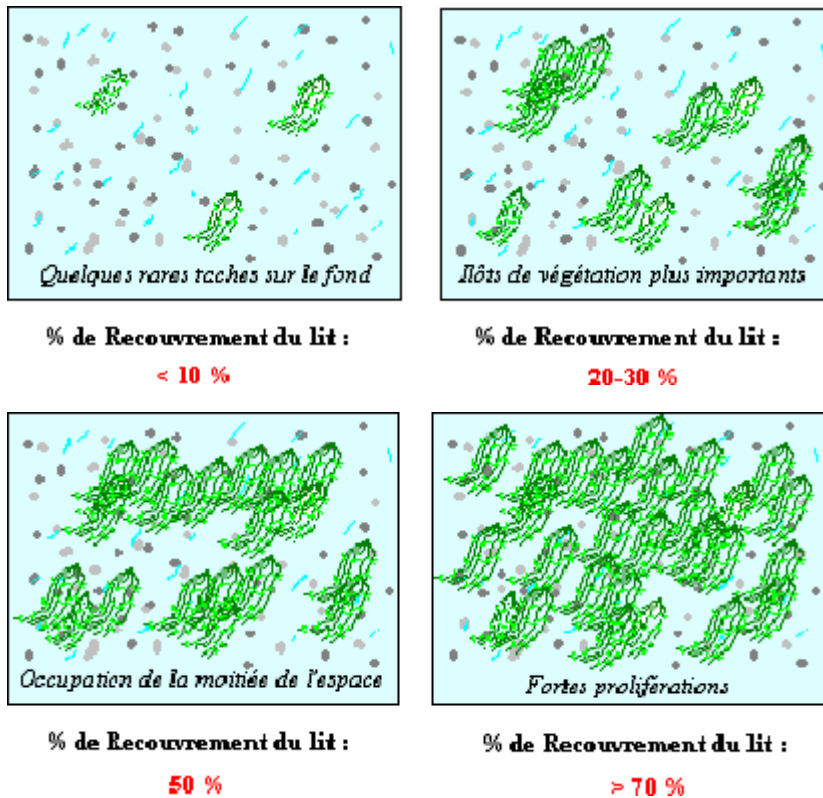 Quelques rares taches sur le fond
Ilôts de végétation plus importants
% de Recouvrement du lit :
% de Recouvrement du lit :
< 10 %
20-30 %
Occupation de la moitiée de l'espace
Fortes proliférations
% de Recouvrement du lit :
% de Recouvrement du lit :
50 %
> 70 %